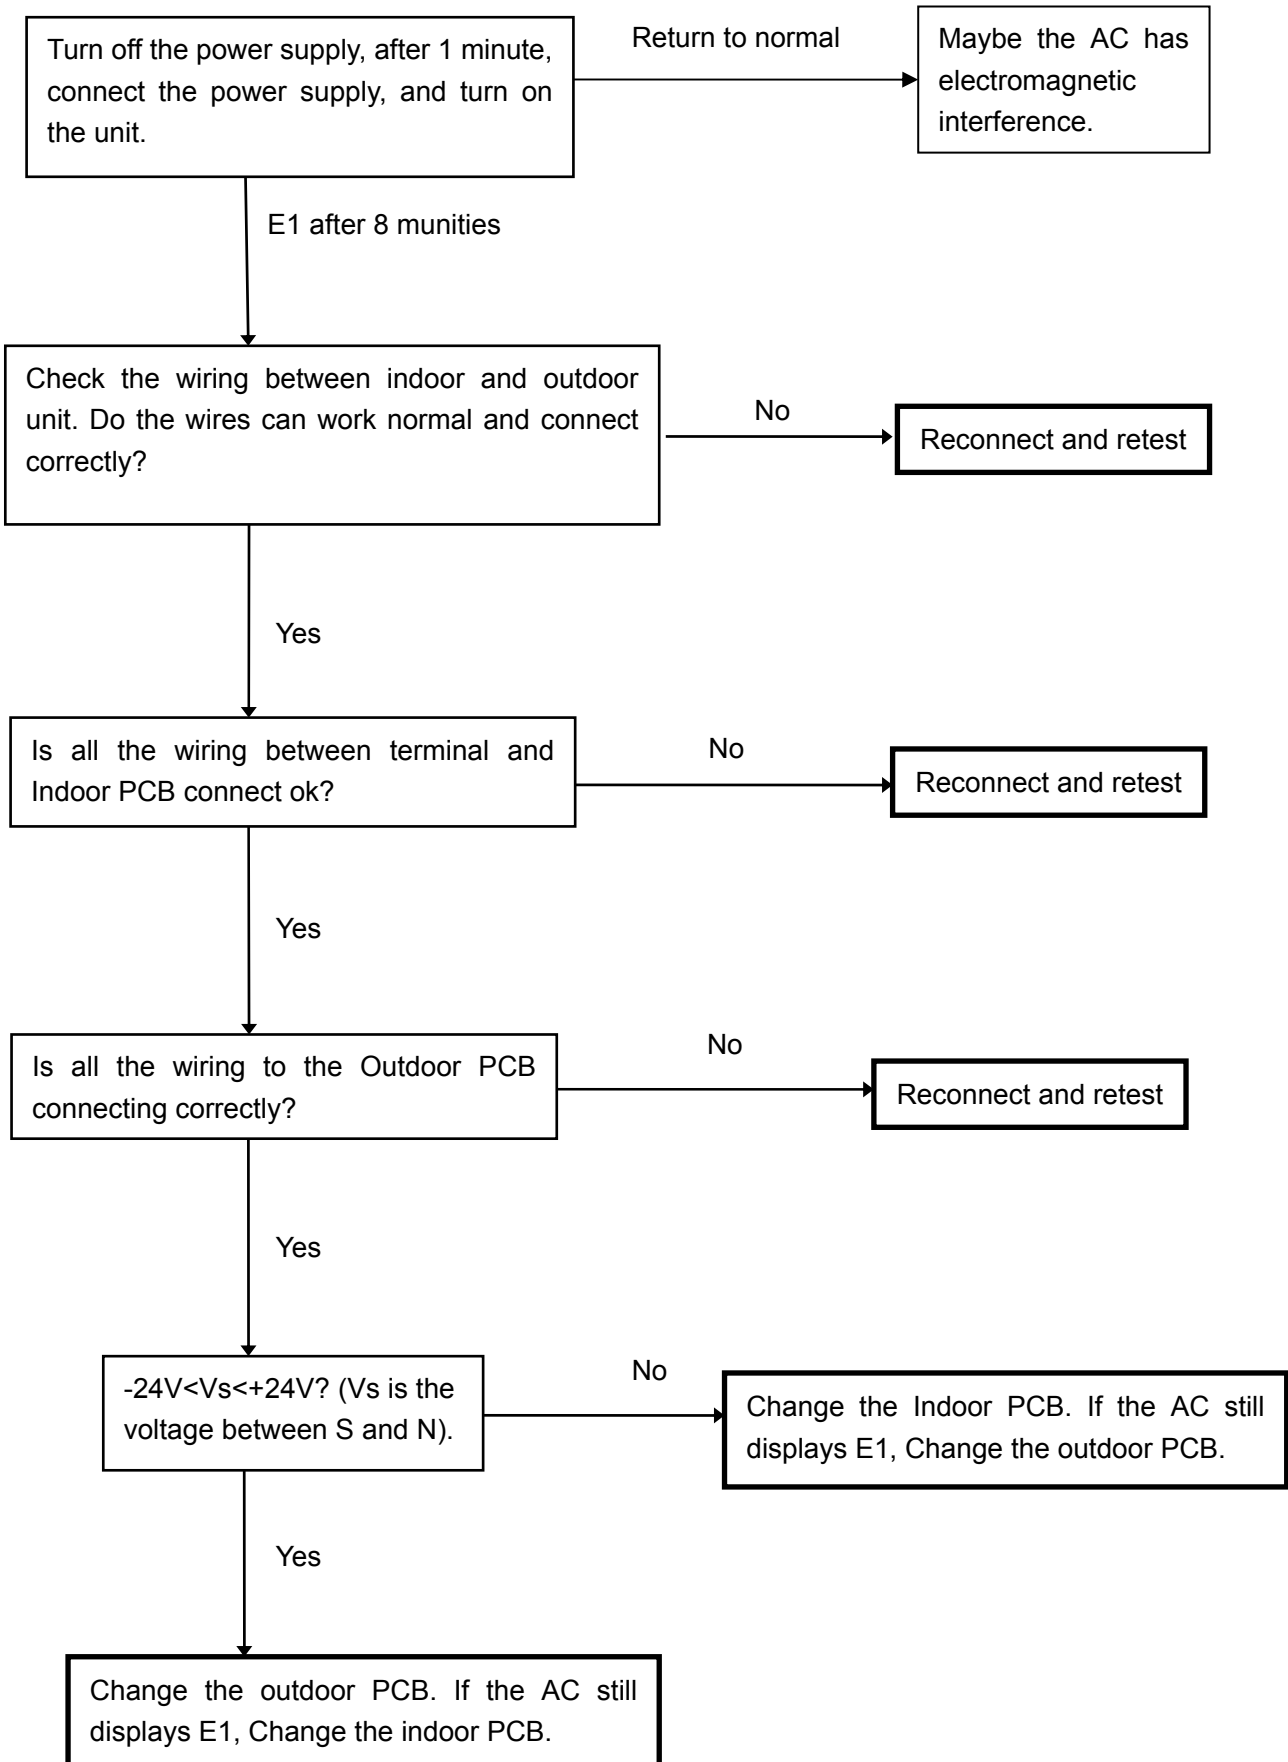 Turn off the power supply, after 1 minute,
connect the power supply, and turn on
the unit.
Return to normal
Maybe the AC has
electromagnetic
interference.
E1 after 8 munities
Check the wiring between indoor and outdoor
unit. Do the wires can work normal and connect
correctly?
No
Reconnect and retest
Yes
Is all the wiring between terminal and
Indoor PCB connect ok?
No
Reconnect and retest
Yes
Is all the wiring to the Outdoor PCB
connecting correctly?
No
Reconnect and retest
Yes
-24V<Vs<+24V? (Vs is the
voltage between S and N).
No
Change the Indoor PCB. If the AC still
displays E1, Change the outdoor PCB.
Yes
Change the outdoor PCB. If the AC still
displays E1, Change the indoor PCB.